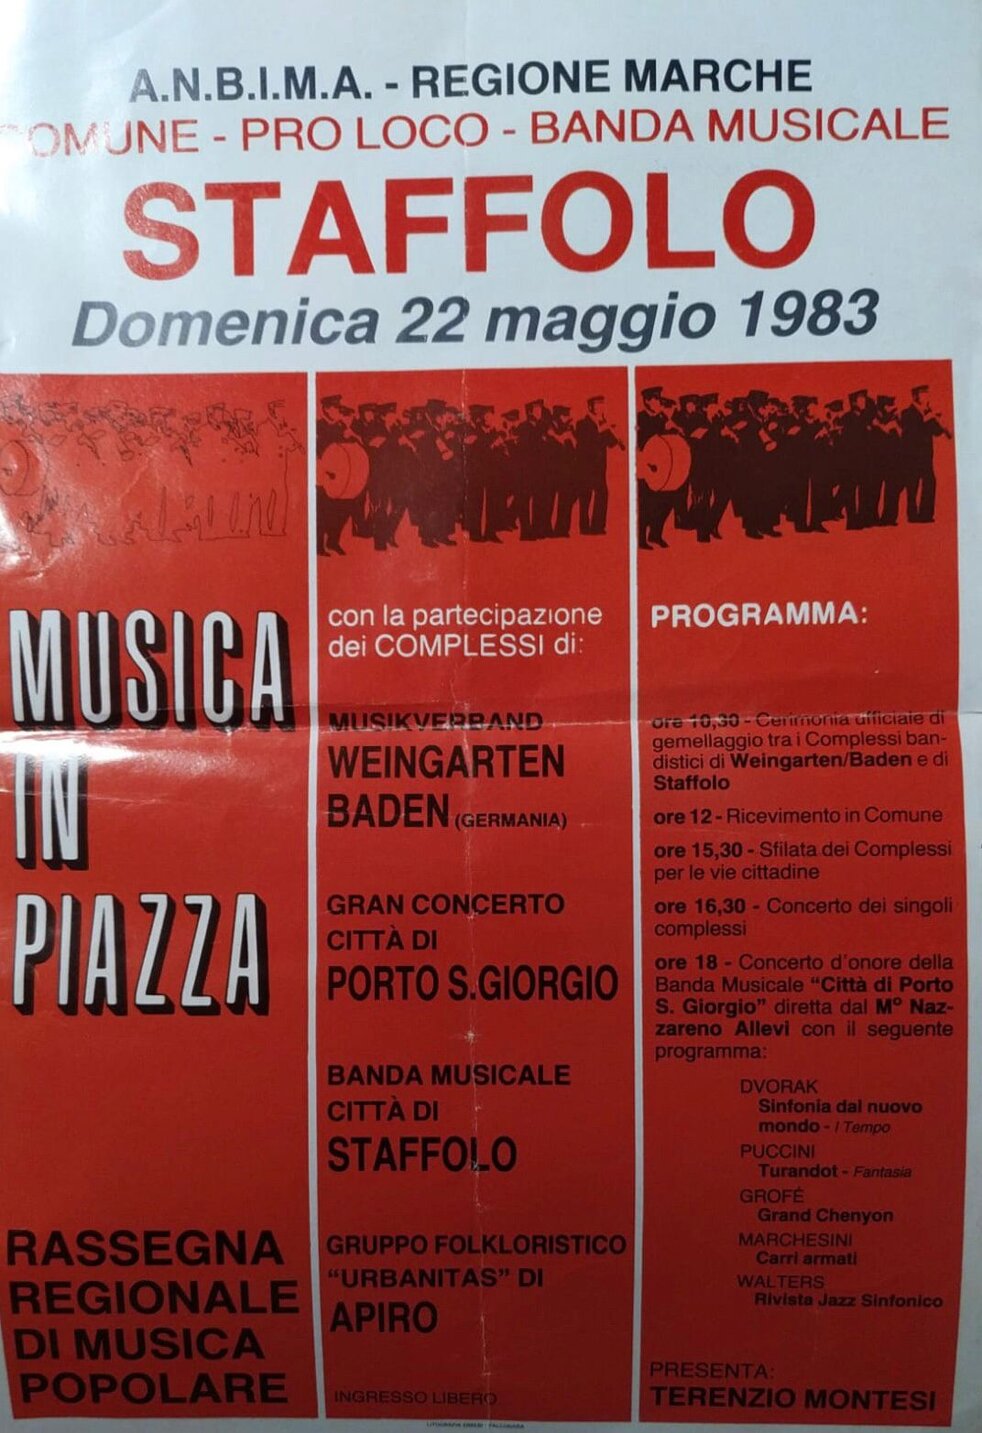 A.N.B.I.M.A. - REGIONE MARCHE
COMUNE - PRO LOCO - BANDA MUSICALE
STAFFOLO
Domenica 22 maggio 1983
MUSICA
IN
PIAZZA
RASSEGNA
REGIONALE
DI MUSICA
POPOLARE
con la partecipazione
dei COMPLESSI di:
MUSIKVERBAND
WEINGARTEN
BADEN (GERMANIA)
GRAN CONCERTO
CITTÀ DI
PORTO S.GIORGIO
BANDA MUSICALE
CITTÀ DI
STAFFOLO
GRUPPO FOLKLORISTICO
"URBANITAS" DI
APIRO
INGRESSO LIBERO
PROGRAMMA:
ore 10,30 - Cerimonia ufficiale di
gemellaggio tra i Complessi ban-
distici di Weingarten/Baden e di
Staffolo
ore 12 - Ricevimento in Comune
ore 15,30 - Sfilata dei Complessi
per le vie cittadine
ore 16,30 - Concerto dei singoli
complessi
ore 18 - Concerto d'onore della
Banda Musicale "Città di Porto
S. Giorgio" diretta dal Mº Naz-
zareno Allevi con il seguente
programma:
DVORAK
Sinfonia dal nuovo
mondo - I Tempo
PUCCINI
Turandot - Fantasia
GROFÉ
Grand Chenyon
MARCHESINI
Carri armati
WALTERS
Rivista Jazz Sinfonico
PRESENTA:
TERENZIO MONTESI